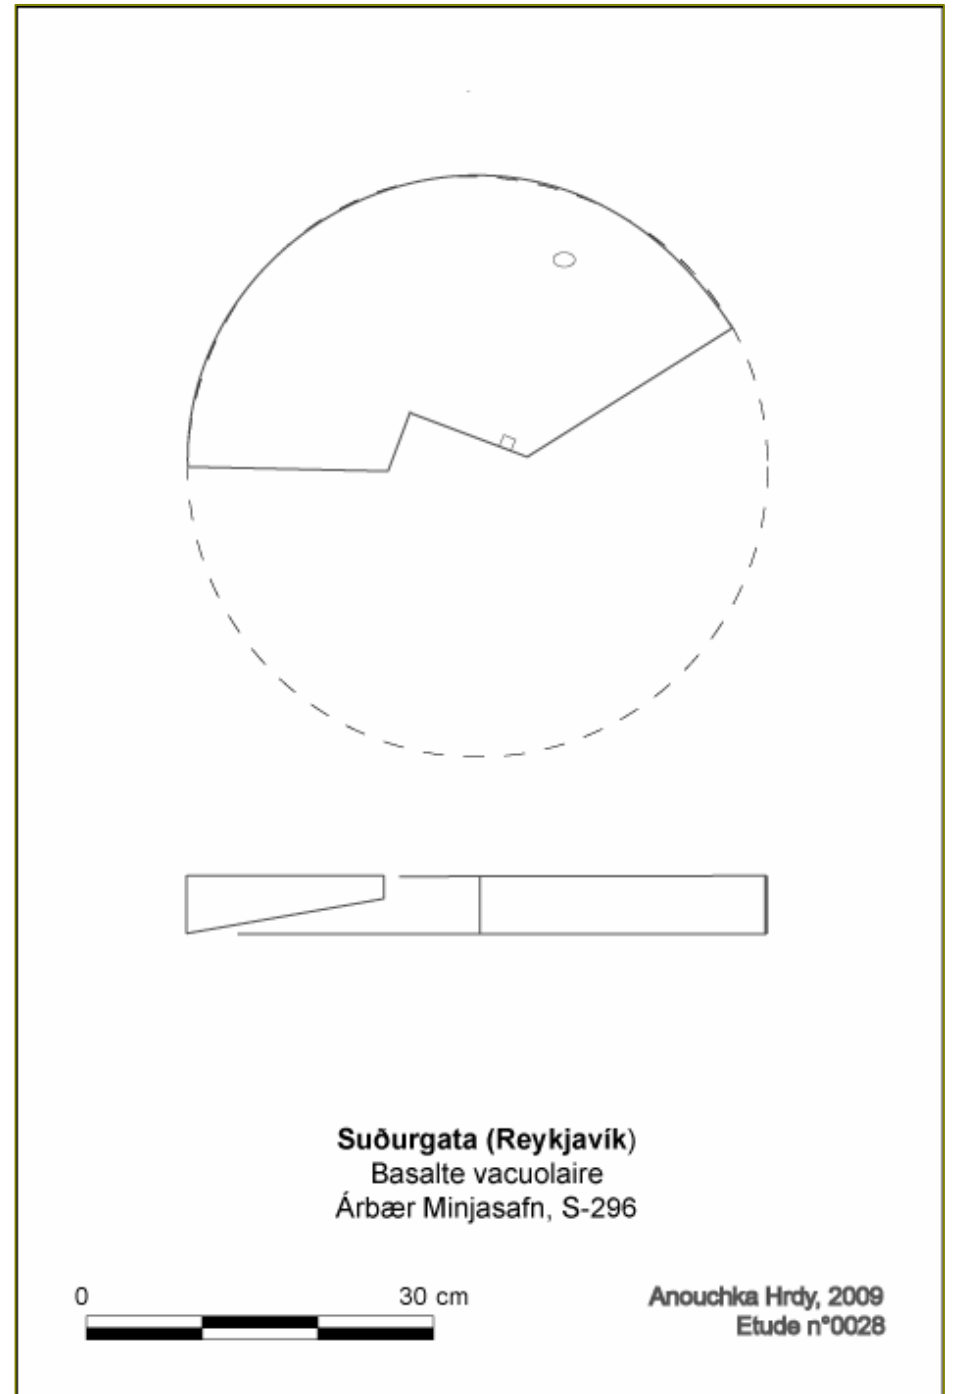 Suðurgata (Reykjavík)
Basalte vacuolaire
Árbær Minjasafn, S-296
0 30 cm
Anouchka Hrdy, 2009
Etude n°0028